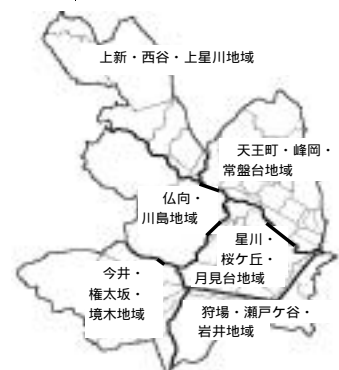 上新・西谷・上星川地域
天王町・峰岡・
常盤台地域
仏向・
川島地域
星川・
桜ケ丘・
月見台地域
今井・
権太坂・
境木地域
狩場・瀬戸ケ谷・
岩井地域